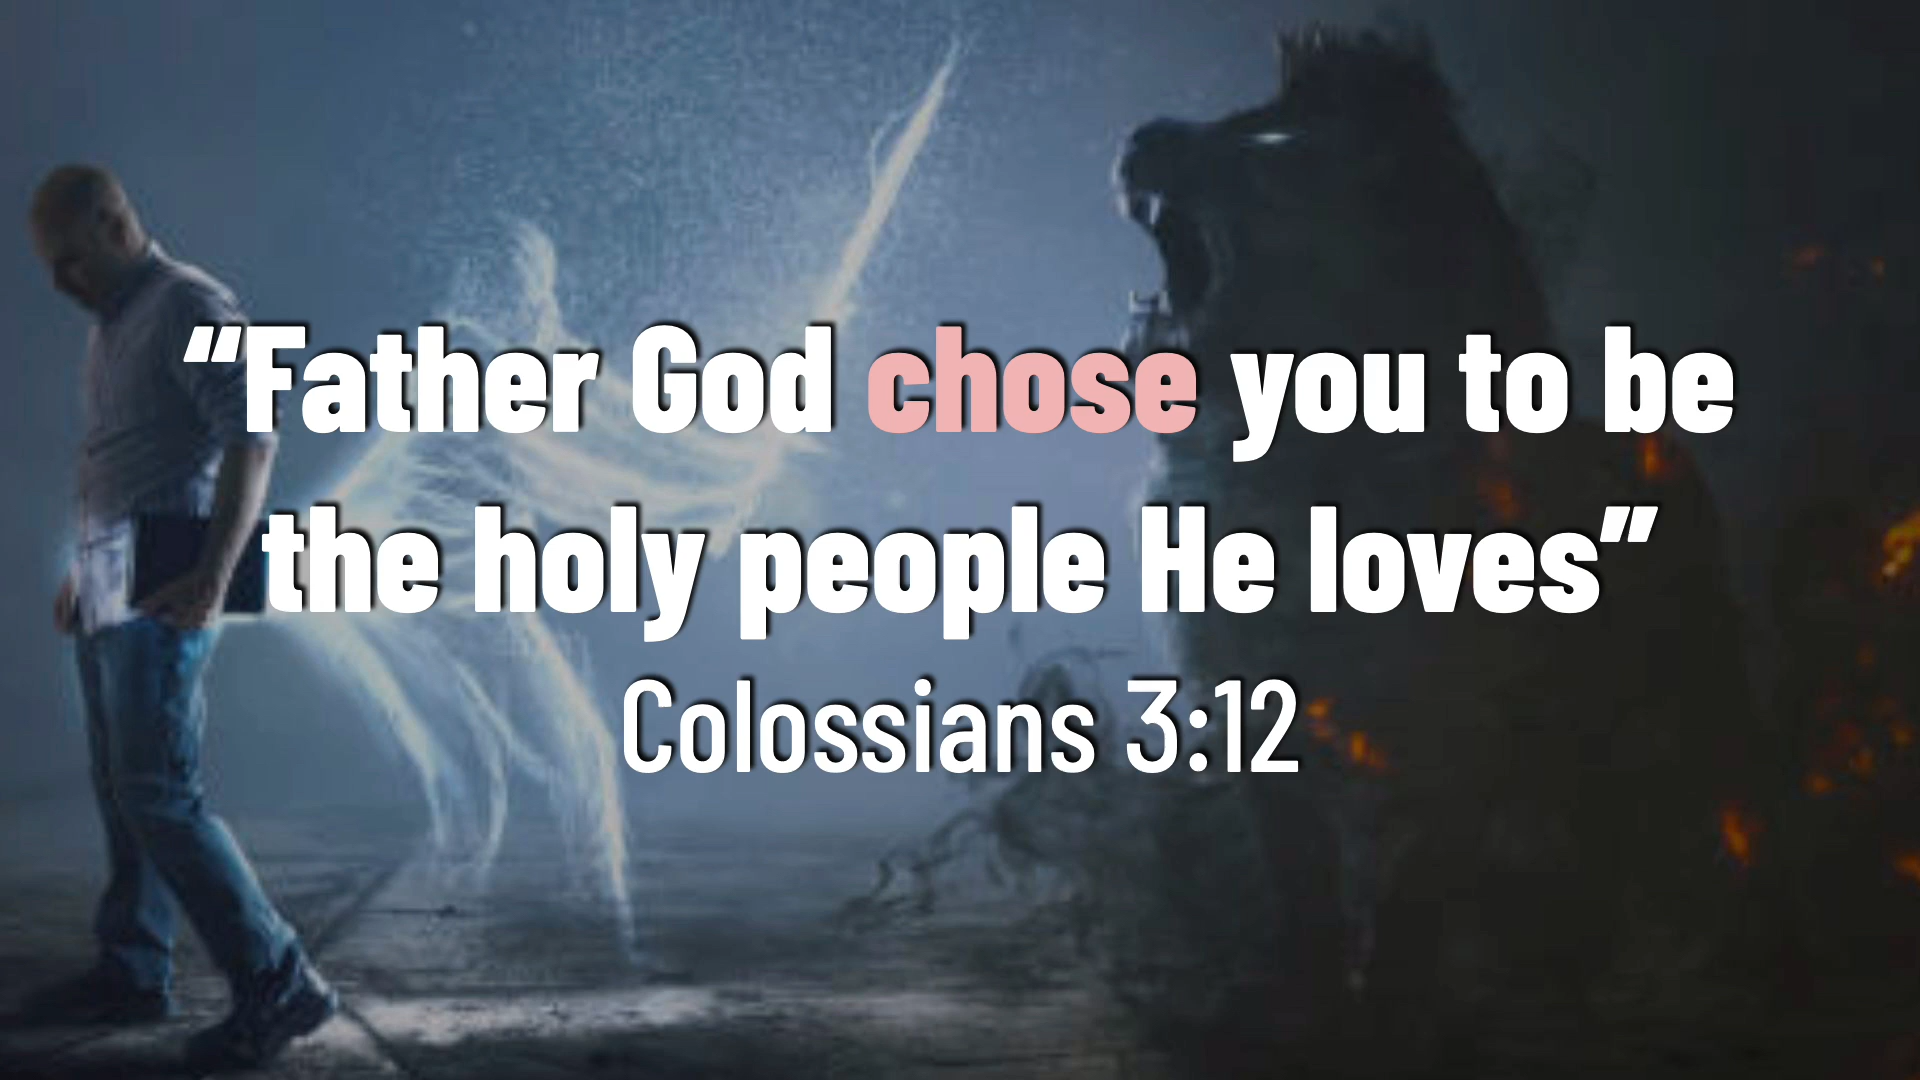 “Father God chose you to be
the holy people He loves”
Colossians 3:12